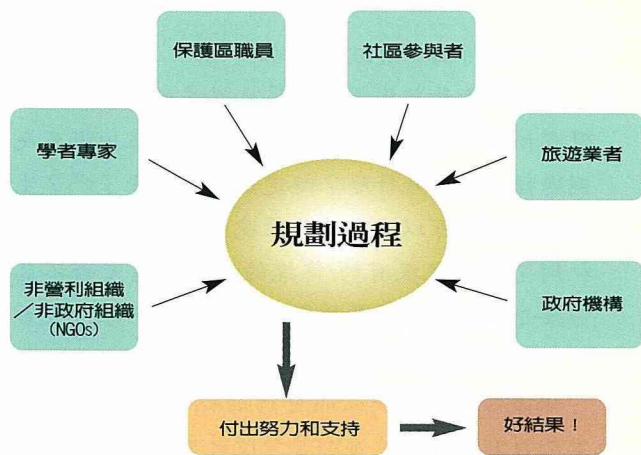 保護區職員
社區參與者
學者專家
旅遊業者
規劃過程
非營利組織
／非政府組織
(NGOs)
政府機構
付出努力和支持
好結果！